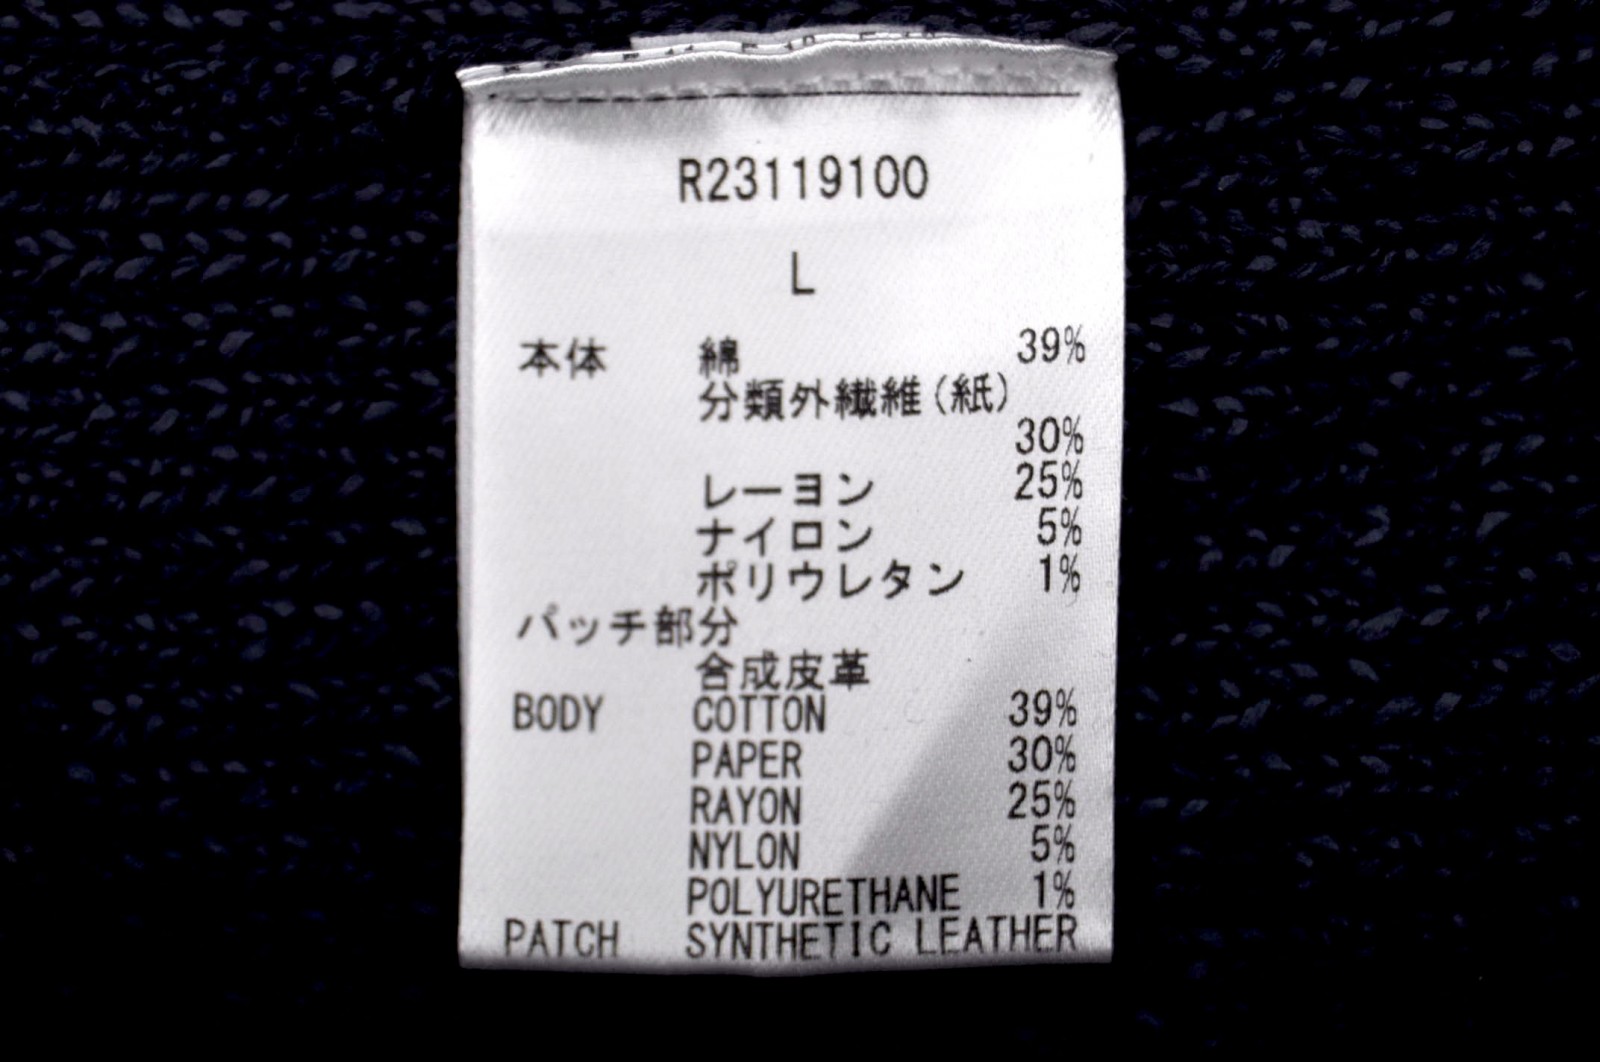 R23119100
L
本体 綿 39%
分類外繊維(紙)
30%
レーヨン 25%
ナイロン 5%
ポリウレタン 1%
パッチ部分
合成皮革
BODY COTTON 39%
PAPER 30%
RAYON 25%
NYLON 5%
POLYURETHANE 1%
PATCH SYNTHETIC LEATHER